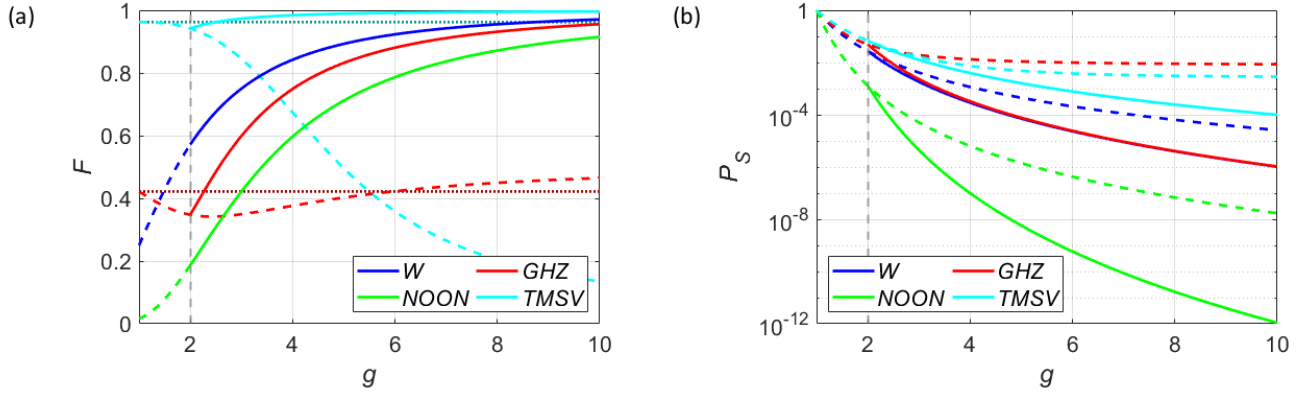 (a)
1
0.8
0.6
0.4
0.2
0
F
2 4 6 8 10
g
W GHZ
NOON TMSV
(b)
1
10⁻⁴
10⁻⁸
10⁻¹²
P_S
2 4 6 8 10
g
W GHZ
NOON TMSV